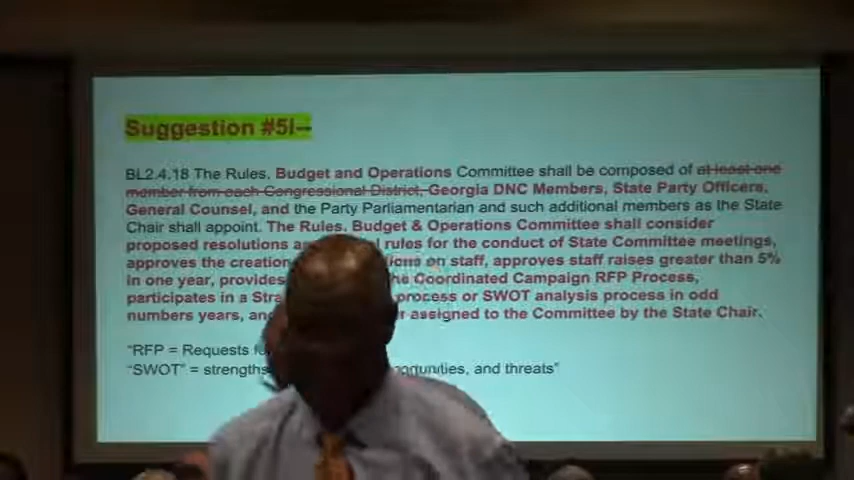 Suggestion #5I--
BL2.4.18 The Rules, Budget and Operations Committee shall be composed of at least one
member from each Congressional District, Georgia DNC Members, State Party Officers,
General Counsel, and the Party Parliamentarian and such additional members as the State
Chair shall appoint. The Rules, Budget & Operations Committee shall consider
proposed resolutions rules for the conduct of State Committee meetings,
approves the creation on staff, approves staff raises greater than 5%
in one year, provides the Coordinated Campaign RFP Process,
participates in a process or SWOT analysis process in odd
numbers years, assigned to the Committee by the State Chair.
"RFP = Requests
"SWOT" = strengths and threats"